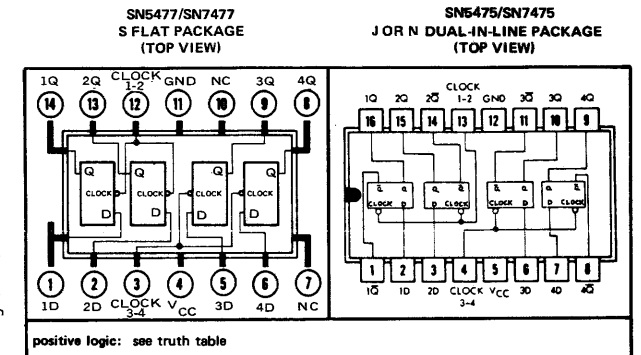 SN5477/SN7477
S FLAT PACKAGE
(TOP VIEW)
1Q 2Q CLOCK 1-2 GND NC 3Q 4Q
14 13 12 11 10 9 8
Q Q Q Q
CLOCK CLOCK CLOCK CLOCK
D D D D
1 2 3 4 5 6 7
1D 2D CLOCK 3-4 VCC 3D 4D NC
SN5475/SN7475
J OR N DUAL-IN-LINE PACKAGE
(TOP VIEW)
1Q 2Q 2Q̅ CLOCK 1-2 GND 3Q̅ 3Q 4Q
16 15 14 13 12 11 10 9
Q̅ Q Q Q̅ Q̅ Q Q Q̅
CLOCK D D CLOCK CLOCK D D CLOCK
1 2 3 4 5 6 7 8
1Q̅ 1D 2D CLOCK 3-4 VCC 3D 4D 4Q̅
positive logic: see truth table